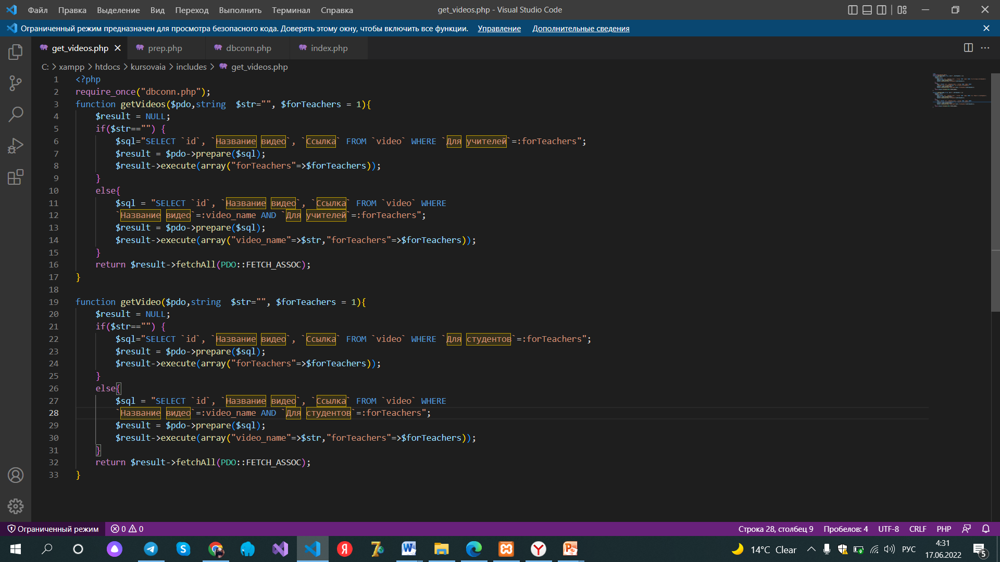 Файл Правка Выделение Вид Переход Выполнить Терминал Справка get_videos.php - Visual Studio Code
Ограниченный режим предназначен для просмотра безопасного кода. Доверять этому окну, чтобы включить все функции. Управление Дополнительные сведения
get_videos.php prep.php dbconn.php index.php
C: > xampp > htdocs > kursovaia > includes > get_videos.php
1 <?php
2 require_once("dbconn.php");
3 function getVideos($pdo,string  $str="", $forTeachers = 1){
4     $result = NULL;
5     if($str=="") {
6         $sql="SELECT `id`, `Название видео`, `Ссылка` FROM `video` WHERE `Для учителей`=:forTeachers";
7         $result = $pdo->prepare($sql);
8         $result->execute(array("forTeachers"=>$forTeachers));
9     }
10     else{
11         $sql = "SELECT `id`, `Название видео`, `Ссылка` FROM `video` WHERE
12         `Название видео`=:video_name AND `Для учителей`=:forTeachers";
13         $result = $pdo->prepare($sql);
14         $result->execute(array("video_name"=>$str,"forTeachers"=>$forTeachers));
15     }
16     return $result->fetchAll(PDO::FETCH_ASSOC);
17 }
18
19 function getVideo($pdo,string  $str="", $forTeachers = 1){
20     $result = NULL;
21     if($str=="") {
22         $sql="SELECT `id`, `Название видео`, `Ссылка` FROM `video` WHERE `Для студентов`=:forTeachers";
23         $result = $pdo->prepare($sql);
24         $result->execute(array("forTeachers"=>$forTeachers));
25     }
26     else{
27         $sql = "SELECT `id`, `Название видео`, `Ссылка` FROM `video` WHERE
28         `Название видео`=:video_name AND `Для студентов`=:forTeachers";
29         $result = $pdo->prepare($sql);
30         $result->execute(array("video_name"=>$str,"forTeachers"=>$forTeachers));
31     }
32     return $result->fetchAll(PDO::FETCH_ASSOC);
33 }
Ограниченный режим 0 0 Строка 28, столбец 9 Пробелов: 4 UTF-8 CRLF PHP
14°C Clear РУС 4:31
17.06.2022 5